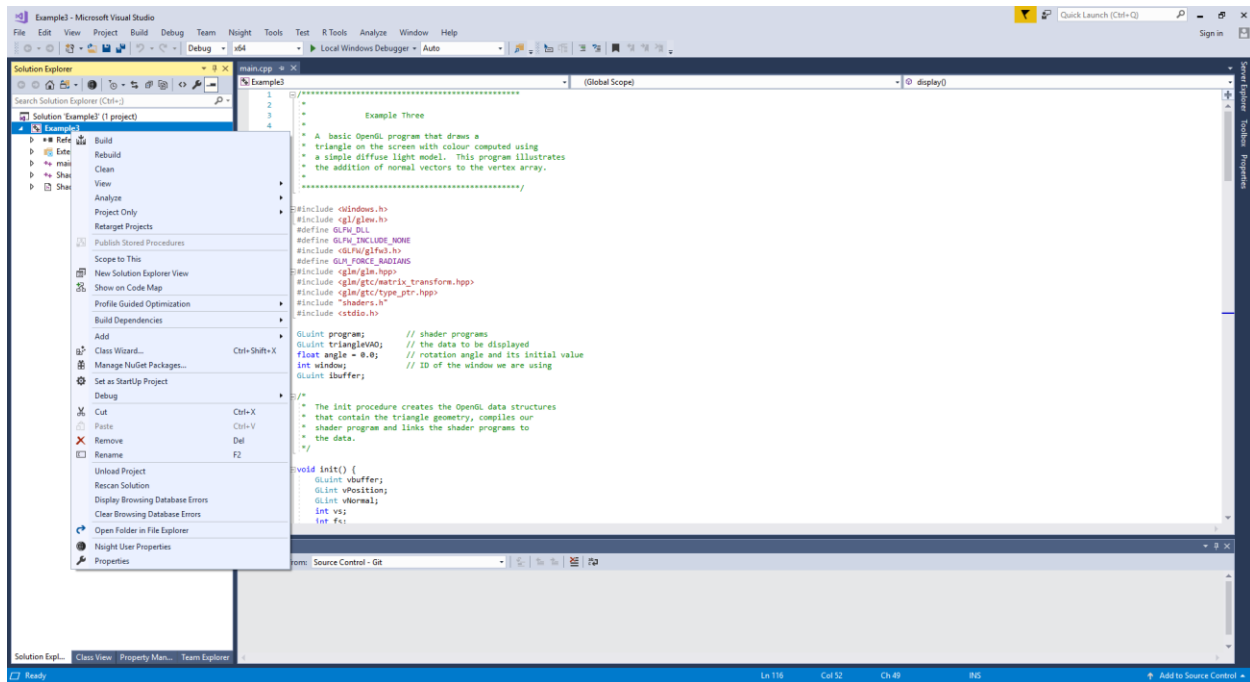 Example3 - Microsoft Visual Studio
Quick Launch (Ctrl+Q)
File Edit View Project Build Debug Team Nsight Tools Test R Tools Analyze Window Help
Sign in
Debug x64 Local Windows Debugger Auto
Solution Explorer
main.cpp
Example3 (Global Scope) display()
Search Solution Explorer (Ctrl+;)
Solution 'Example3' (1 project)
Example3
Refe
Exte
mai
Shad
Shad
Build
Rebuild
Clean
View
Analyze
Project Only
Retarget Projects
Publish Stored Procedures
Scope to This
New Solution Explorer View
Show on Code Map
Profile Guided Optimization
Build Dependencies
Add
Class Wizard... Ctrl+Shift+X
Manage NuGet Packages...
Set as StartUp Project
Debug
Cut Ctrl+X
Paste Ctrl+V
Remove Del
Rename F2
Unload Project
Rescan Solution
Display Browsing Database Errors
Clear Browsing Database Errors
Open Folder in File Explorer
Nsight User Properties
Properties
1 /**************************************************
2 *
3 * Example Three
4 *
* A basic OpenGL program that draws a
* triangle on the screen with colour computed using
* a simple diffuse light model. This program illustrates
* the addition of normal vectors to the vertex array.
*
**************************************************/
#include <Windows.h>
#include <gl/glew.h>
#define GLFW_DLL
#define GLFW_INCLUDE_NONE
#include <GLFW/glfw3.h>
#define GLM_FORCE_RADIANS
#include <glm/glm.hpp>
#include <glm/gtc/matrix_transform.hpp>
#include <glm/gtc/type_ptr.hpp>
#include "shaders.h"
#include <stdio.h>
GLuint program; // shader programs
GLuint triangleVAO; // the data to be displayed
float angle = 0.0; // rotation angle and its initial value
int window; // ID of the window we are using
GLuint ibuffer;
/*
* The init procedure creates the OpenGL data structures
* that contain the triangle geometry, compiles our
* shader program and links the shader programs to
* the data.
*/
void init() {
GLuint vbuffer;
GLint vPosition;
GLint vNormal;
int vs;
int fs;
Server Explorer
Toolbox
Properties
rom: Source Control - Git
Solution Expl... Class View Property Man... Team Explorer
Ready Ln 116 Col 52 Ch 49 INS Add to Source Control